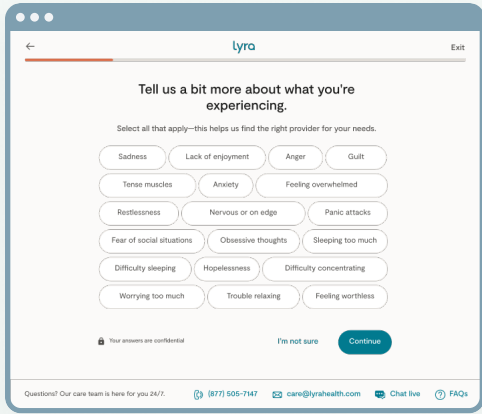 lyra
Exit
Tell us a bit more about what you're
experiencing.
Select all that apply—this helps us find the right provider for your needs.
Sadness Lack of enjoyment Anger Guilt
Tense muscles Anxiety Feeling overwhelmed
Restlessness Nervous or on edge Panic attacks
Fear of social situations Obsessive thoughts Sleeping too much
Difficulty sleeping Hopelessness Difficulty concentrating
Worrying too much Trouble relaxing Feeling worthless
Your answers are confidential I'm not sure Continue
Questions? Our care team is here for you 24/7. (877) 505-7147 care@lyrahealth.com Chat live FAQs